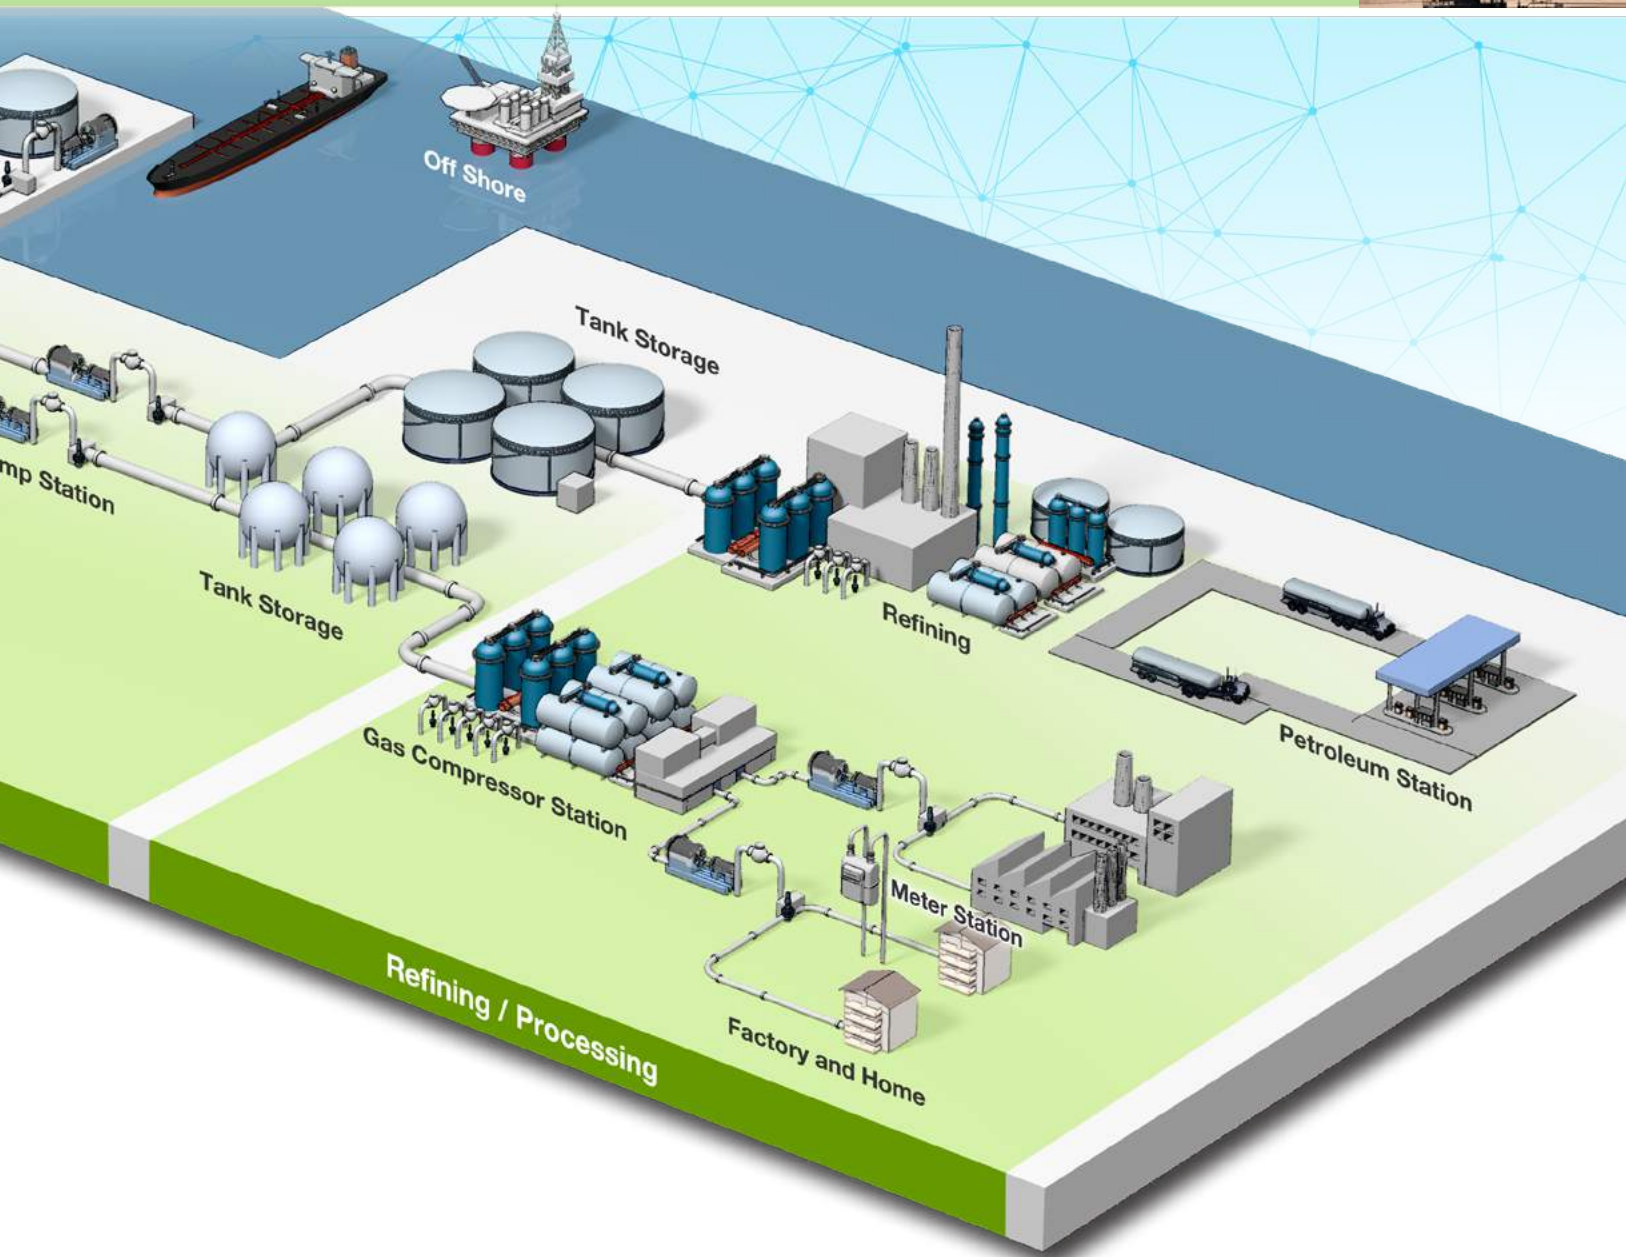 Off Shore
Tank Storage
mp Station
Tank Storage
Refining
Petroleum Station
Gas Compressor Station
Meter Station
Refining / Processing
Factory and Home